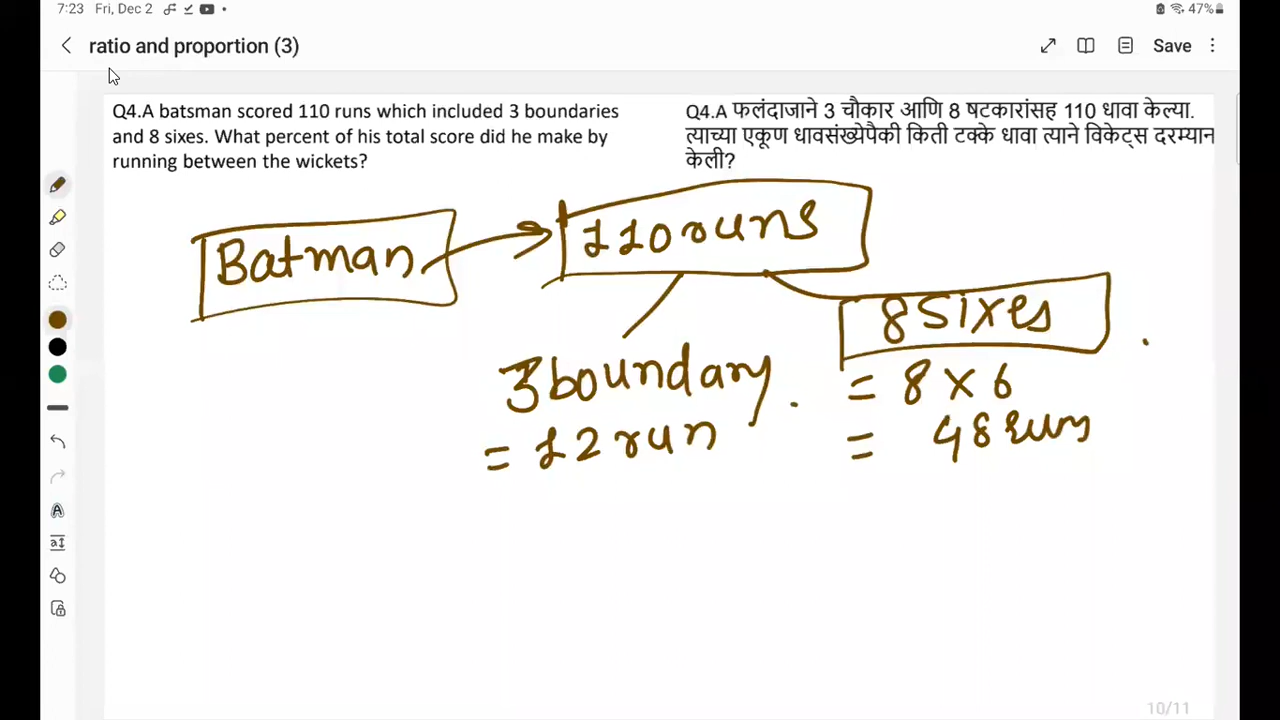 7:23 Fri, Dec 2
47%
ratio and proportion (3)
Save
Q4.A batsman scored 110 runs which included 3 boundaries
and 8 sixes. What percent of his total score did he make by
running between the wickets?
Q4.A फलंदाजाने 3 चौकार आणि 8 षटकारांसह 110 धावा केल्या.
त्याच्या एकूण धावसंख्येपैकी किती टक्के धावा त्याने विकेट्स दरम्यान
केली?
Batman
110 runs
8 Sixes
3 boundary.
= 8 x 6
= 12 run
= 48 runs
10/11